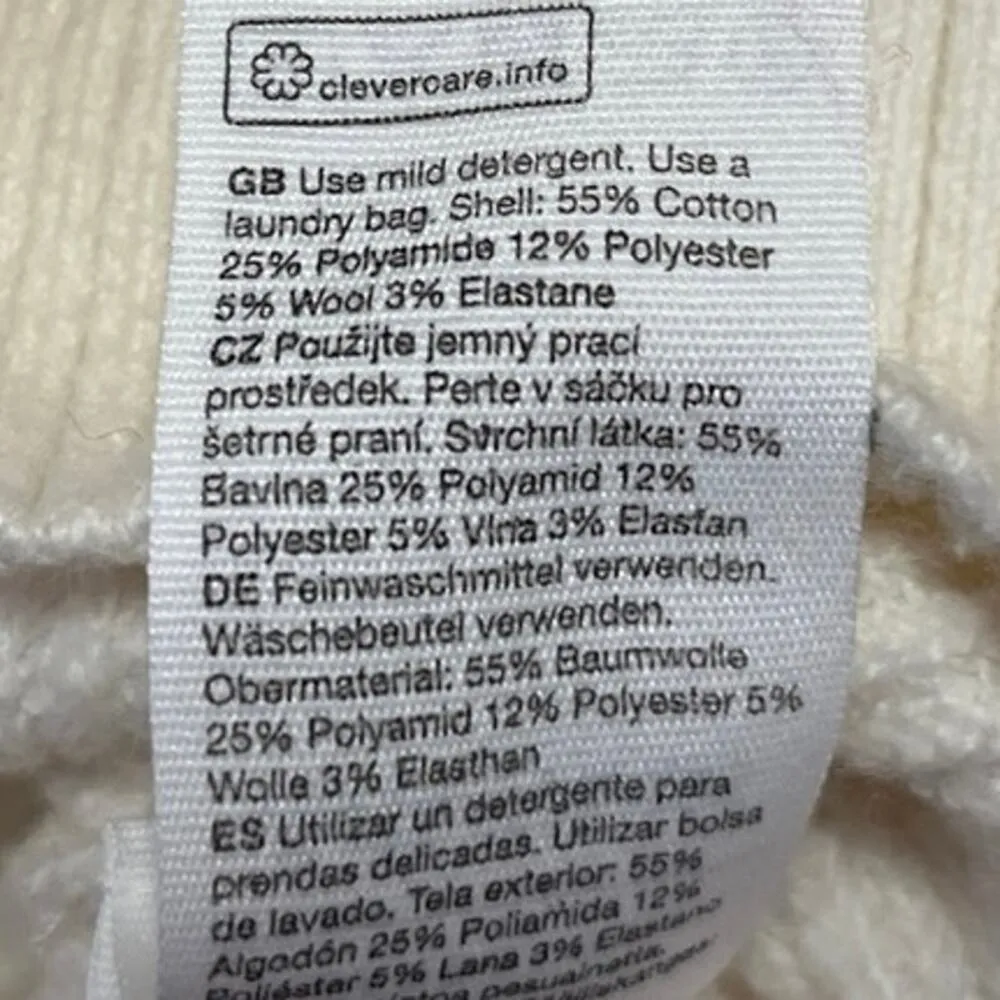 clevercare.info
GB Use mild detergent. Use a
laundry bag. Shell: 55% Cotton
25% Polyamide 12% Polyester
5% Wool 3% Elastane
CZ Použijte jemný prací
prostředek. Perte v sáčku pro
šetrné praní. Svrchní látka: 55%
Bavlna 25% Polyamid 12%
Polyester 5% Vlna 3% Elastan
DE Feinwaschmittel verwenden.
Wäschebeutel verwenden.
Obermaterial: 55% Baumwolle
25% Polyamid 12% Polyester 5%
Wolle 3% Elasthan
ES Utilizar un detergente para
prendas delicadas. Utilizar bolsa
de lavado. Tela exterior: 55%
Algodón 25% Poliamida 12%
Poliéster 5% Lana 3% Elastano
pesuainetta.